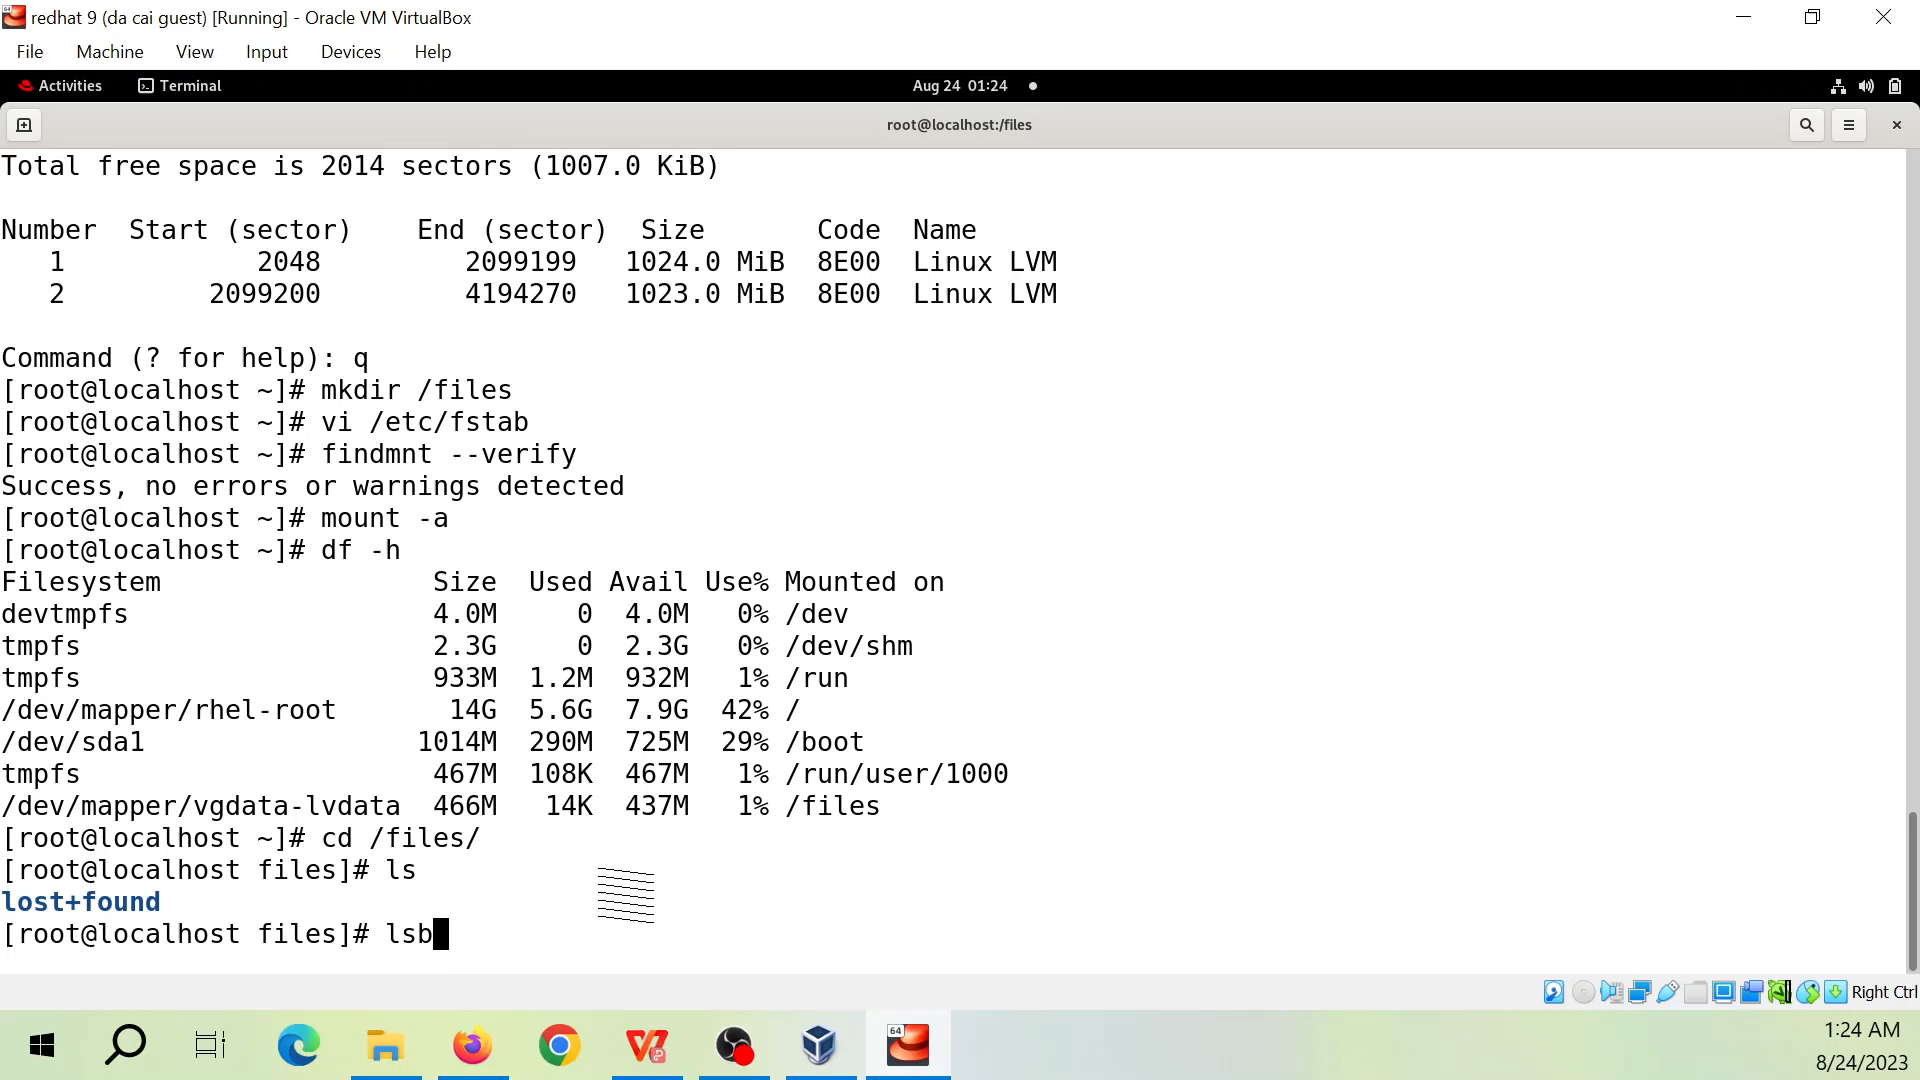 redhat 9 (da cai guest) [Running] - Oracle VM VirtualBox
File Machine View Input Devices Help
Activities Terminal Aug 24 01:24
root@localhost:/files
Total free space is 2014 sectors (1007.0 KiB)
Number Start (sector) End (sector) Size Code Name
1 2048 2099199 1024.0 MiB 8E00 Linux LVM
2 2099200 4194270 1023.0 MiB 8E00 Linux LVM
Command (? for help): q
[root@localhost ~]# mkdir /files
[root@localhost ~]# vi /etc/fstab
[root@localhost ~]# findmnt --verify
Success, no errors or warnings detected
[root@localhost ~]# mount -a
[root@localhost ~]# df -h
Filesystem Size Used Avail Use% Mounted on
devtmpfs 4.0M 0 4.0M 0% /dev
tmpfs 2.3G 0 2.3G 0% /dev/shm
tmpfs 933M 1.2M 932M 1% /run
/dev/mapper/rhel-root 14G 5.6G 7.9G 42% /
/dev/sda1 1014M 290M 725M 29% /boot
tmpfs 467M 108K 467M 1% /run/user/1000
/dev/mapper/vgdata-lvdata 466M 14K 437M 1% /files
[root@localhost ~]# cd /files/
[root@localhost files]# ls
lost+found
[root@localhost files]# lsb
Right Ctrl
64
1:24 AM
8/24/2023